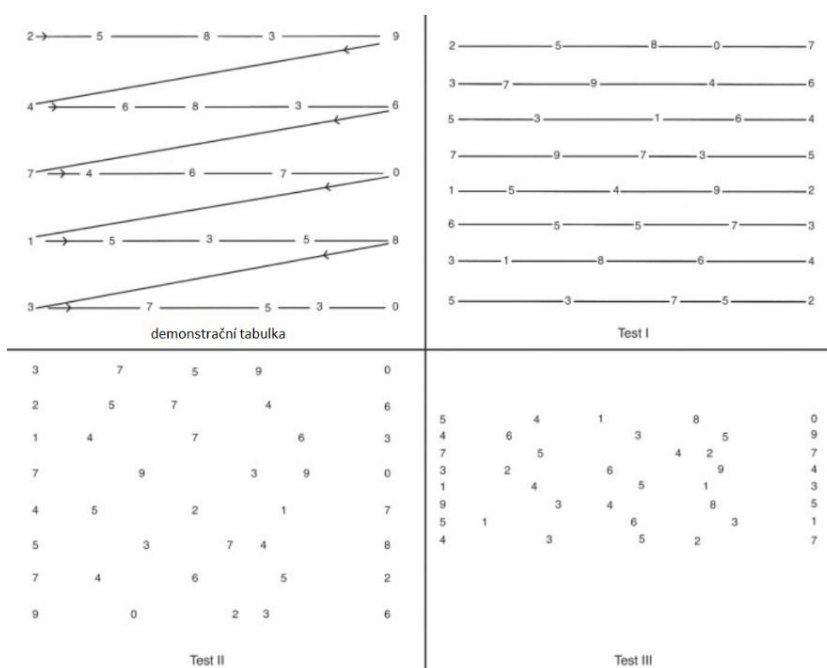 2 5 8 3 9
4 6 8 3 6
7 4 6 7 0
1 5 3 5 8
3 7 5 3 0
demonstrační tabulka
2 5 8 0 7
3 7 9 4 6
5 3 1 6 4
7 9 7 3 5
1 5 4 9 2
6 5 5 7 3
3 1 8 6 4
5 3 7 5 2
Test I
3 7 5 9 0
2 5 7 4 6
1 4 7 6 3
7 9 3 9 0
4 5 2 1 7
5 3 7 4 8
7 4 6 5 2
9 0 2 3 6
Test II
5 4 1 8 0
4 6 3 5 9
7 5 4 2 7
3 2 6 9 4
1 4 5 1 3
9 3 4 8 5
5 1 6 3 1
4 3 5 2 7
Test III